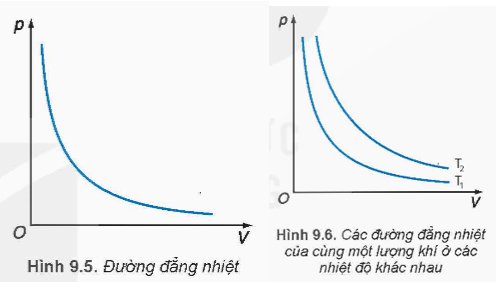 p
O
V
Hình 9.5. Đường đẳng nhiệt
p
T₂
T₁
O
V
Hình 9.6. Các đường đẳng nhiệt
của cùng một lượng khí ở các
nhiệt độ khác nhau